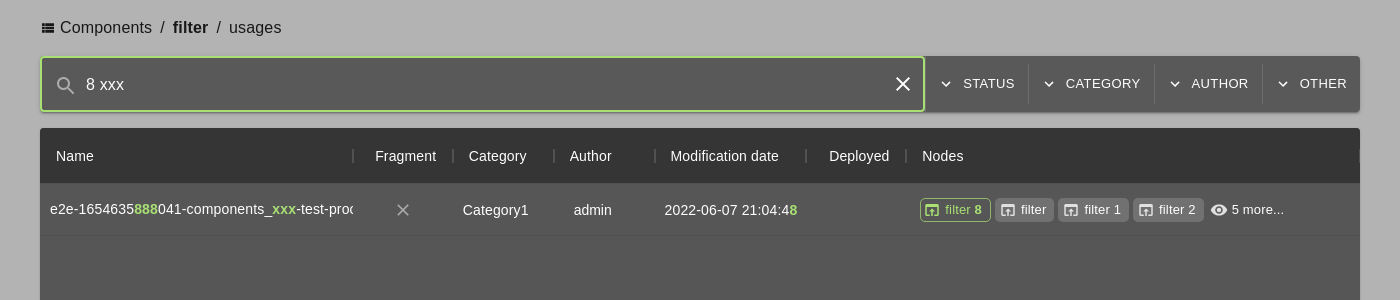 Components / filter / usages
8 xxx STATUS CATEGORY AUTHOR OTHER
Name Fragment Category Author Modification date Deployed Nodes
e2e-1654635888041-components_xxx-test-proc Category1 admin 2022-06-07 21:04:48 filter 8 filter filter 1 filter 2 5 more...